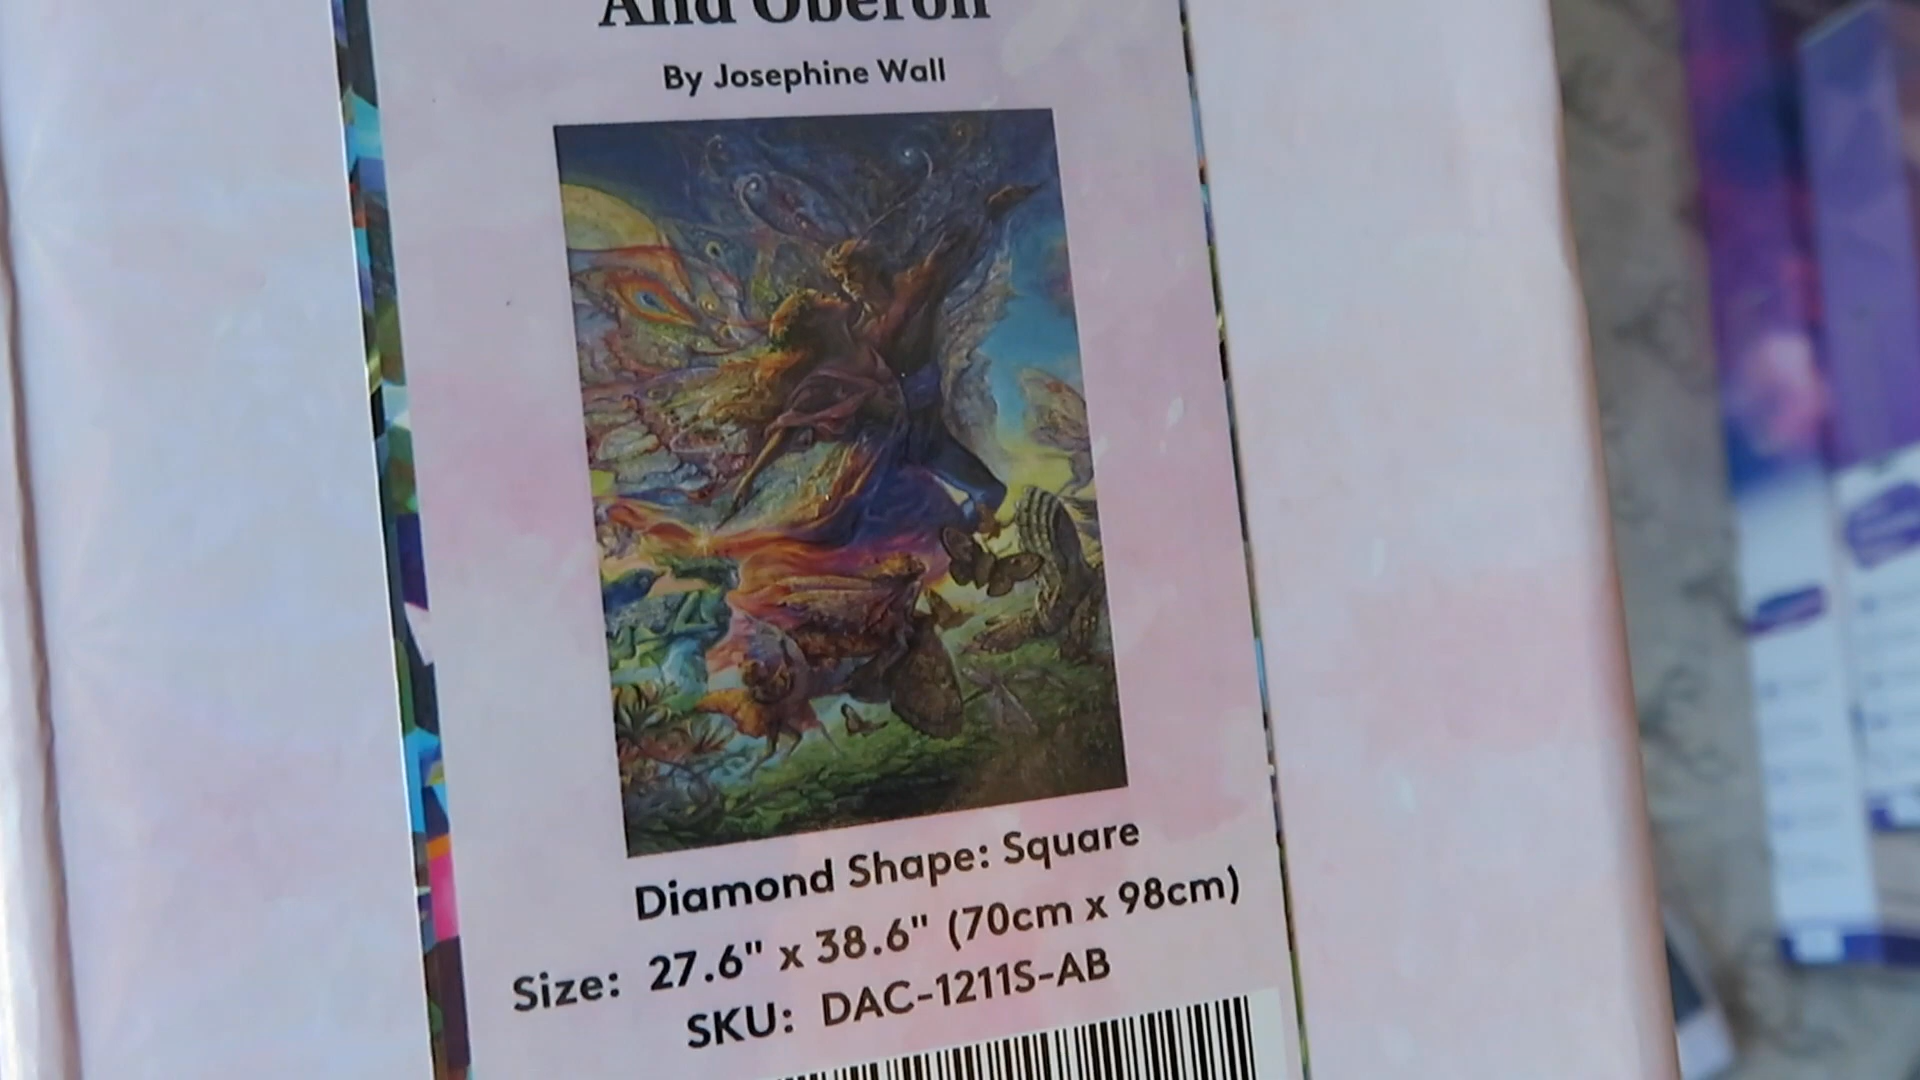 And Oberon
By Josephine Wall
Diamond Shape: Square
Size: 27.6" x 38.6" (70cm x 98cm)
SKU: DAC-1211S-AB